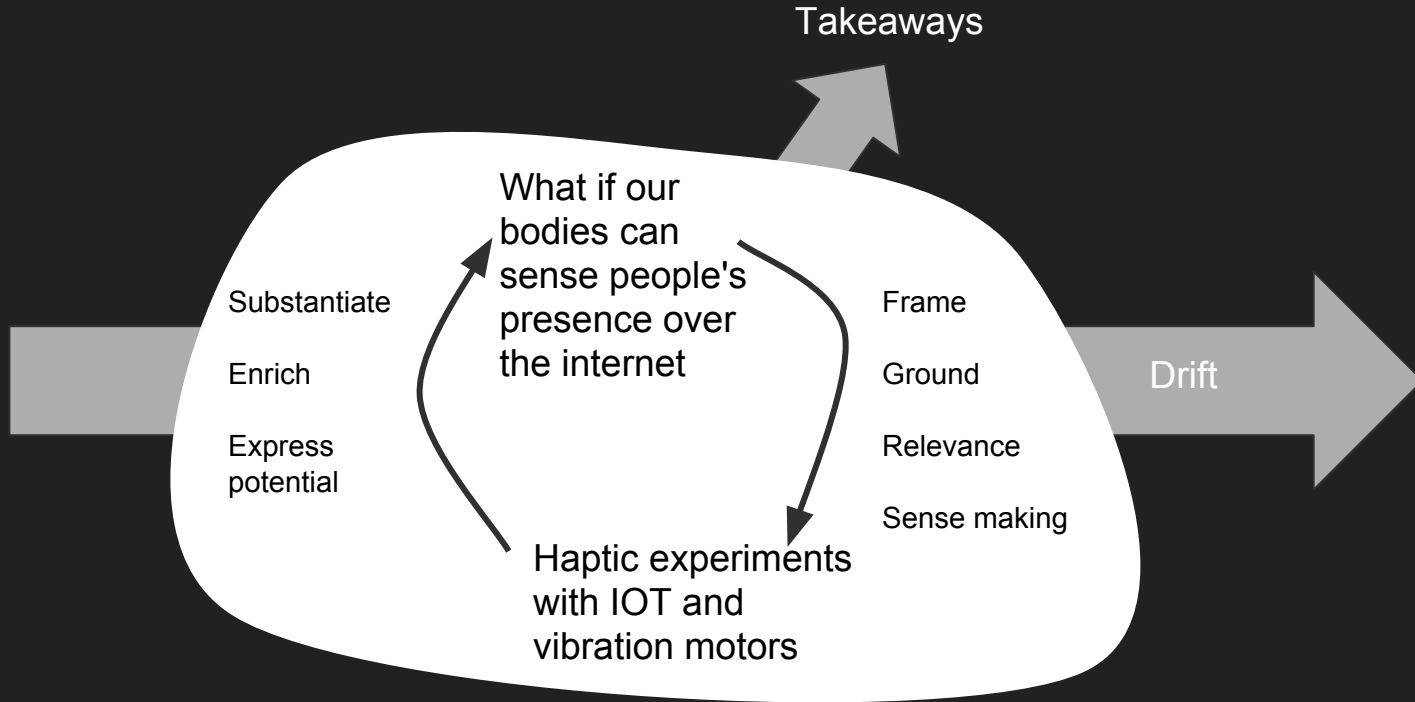 Takeaways
What if our
bodies can
sense people's
presence over
the internet
Substantiate
Enrich
Express
potential
Frame
Ground
Relevance
Sense making
Drift
Haptic experiments
with IOT and
vibration motors